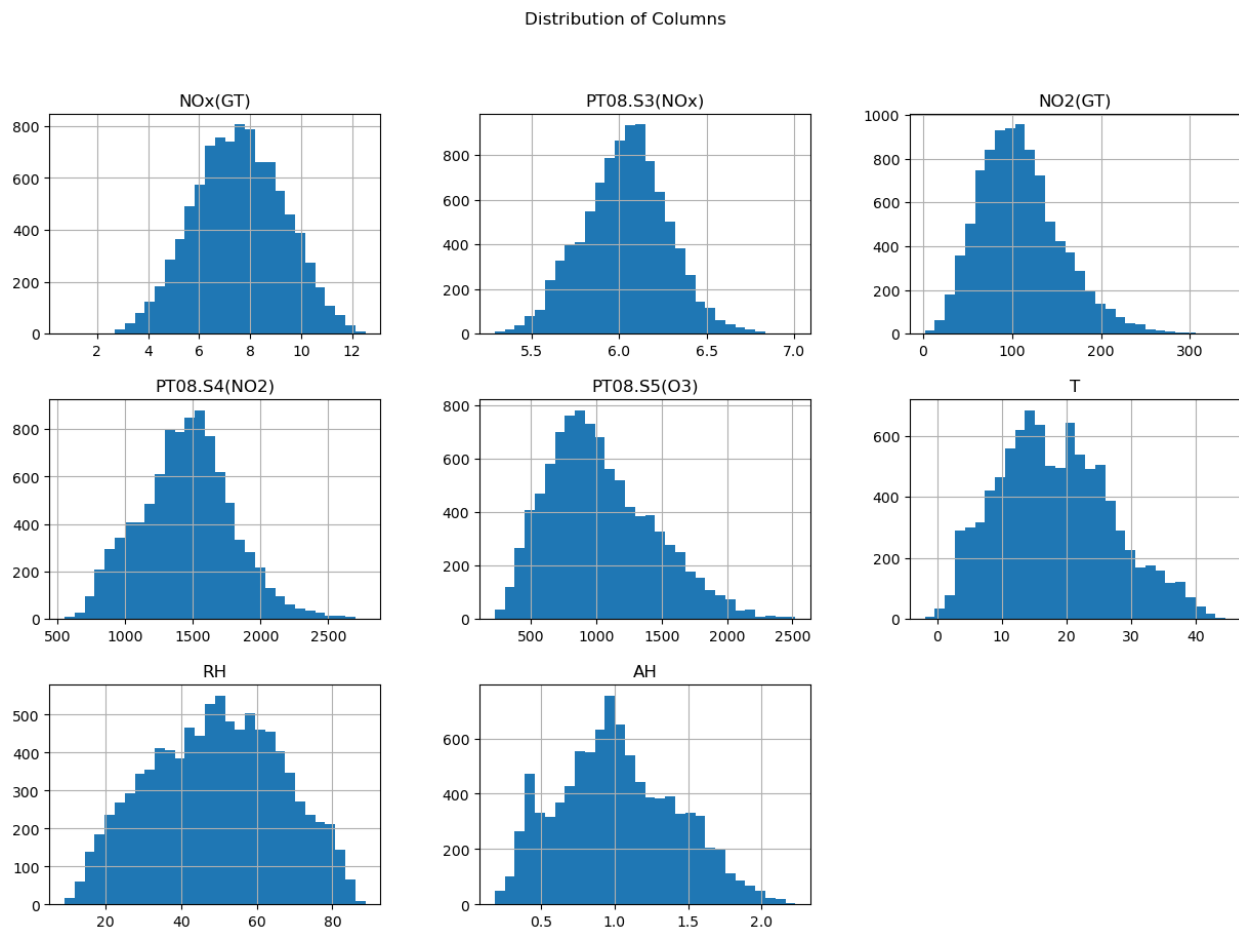 Distribution of Columns
NOx(GT) PT08.S3(NOx) NO2(GT)
800 600 400 200 0
2 4 6 8 10 12
800 600 400 200 0
5.5 6.0 6.5 7.0
1000 800 600 400 200 0
0 100 200 300
PT08.S4(NO2) PT08.S5(O3) T
800 600 400 200 0
500 1000 1500 2000 2500
800 600 400 200 0
500 1000 1500 2000 2500
600 400 200 0
0 10 20 30 40
RH AH
500 400 300 200 100 0
20 40 60 80
600 400 200 0
0.5 1.0 1.5 2.0